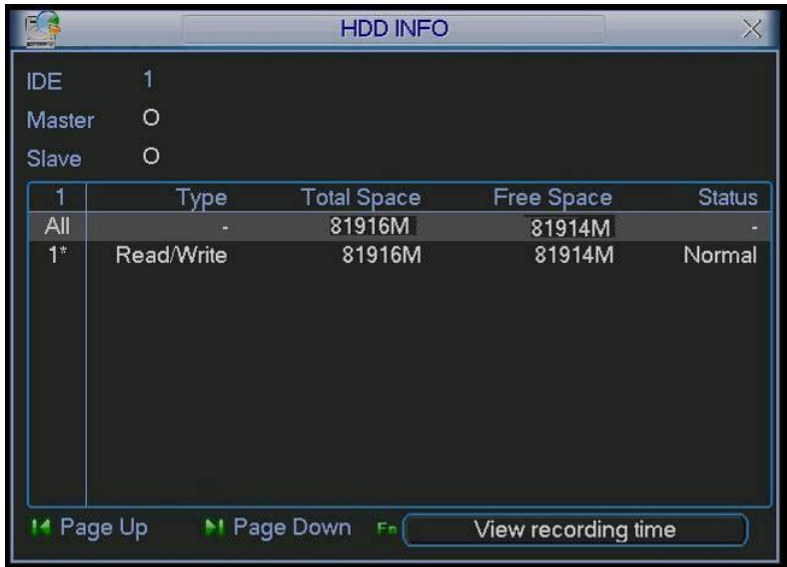 HDD INFO
IDE 1
Master O
Slave O
1 Type Total Space Free Space Status
All - 81916M 81914M -
1* Read/Write 81916M 81914M Normal
Page Up Page Down Fn View recording time